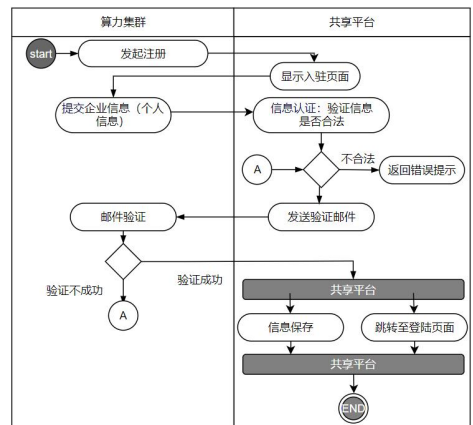 算力集群
共享平台
start
发起注册
显示入驻页面
提交企业信息（个人
信息）
信息认证：验证信息
是否合法
A
不合法
返回错误提示
邮件验证
发送验证邮件
验证不成功
验证成功
A
共享平台
信息保存
跳转至登陆页面
共享平台
END